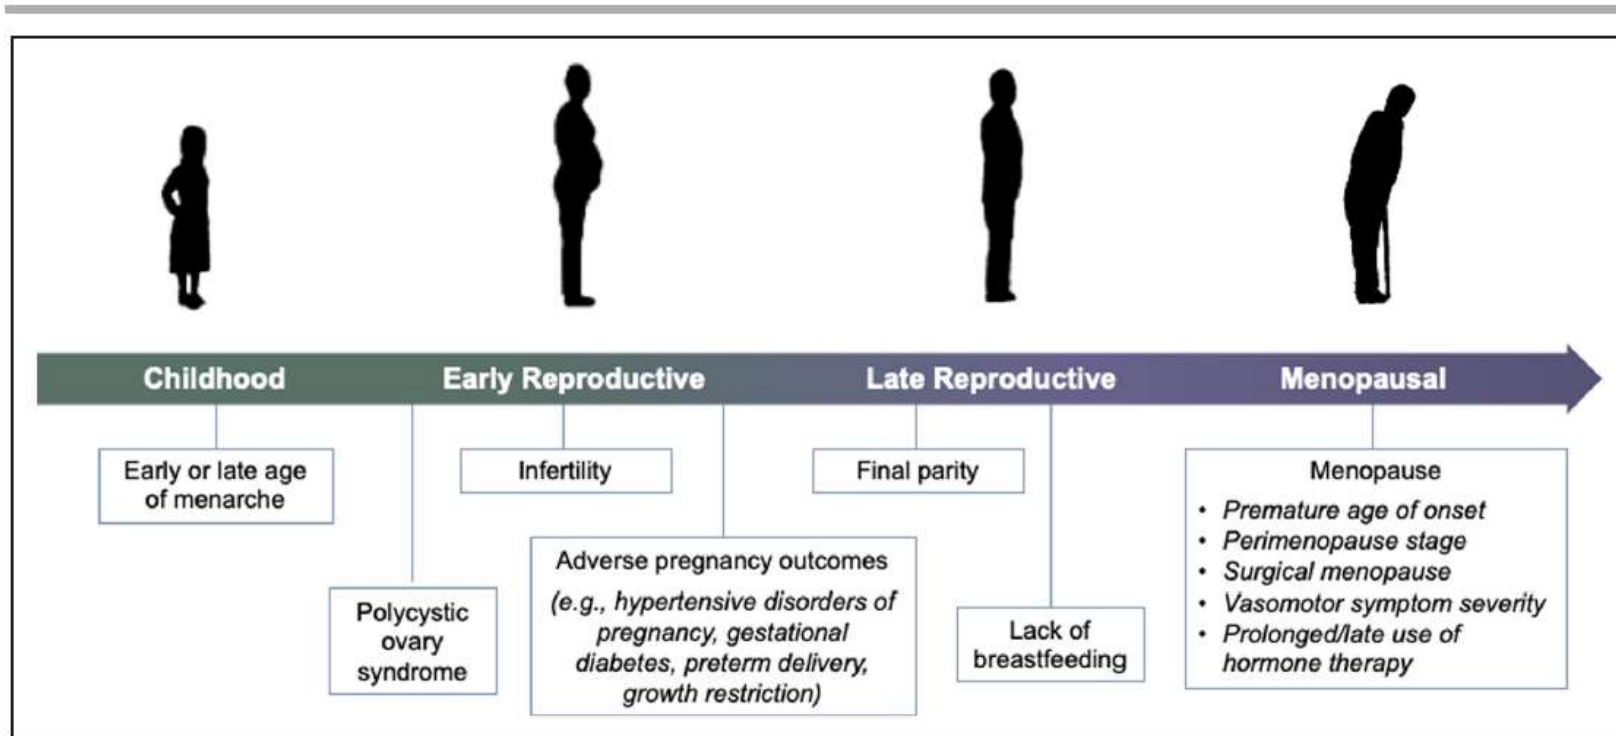 Childhood
Early Reproductive
Late Reproductive
Menopausal
Early or late age
of menarche
Polycystic
ovary
syndrome
Infertility
Adverse pregnancy outcomes
(e.g., hypertensive disorders of
pregnancy, gestational
diabetes, preterm delivery,
growth restriction)
Final parity
Lack of
breastfeeding
Menopause
• Premature age of onset
• Perimenopause stage
• Surgical menopause
• Vasomotor symptom severity
• Prolonged/late use of
hormone therapy